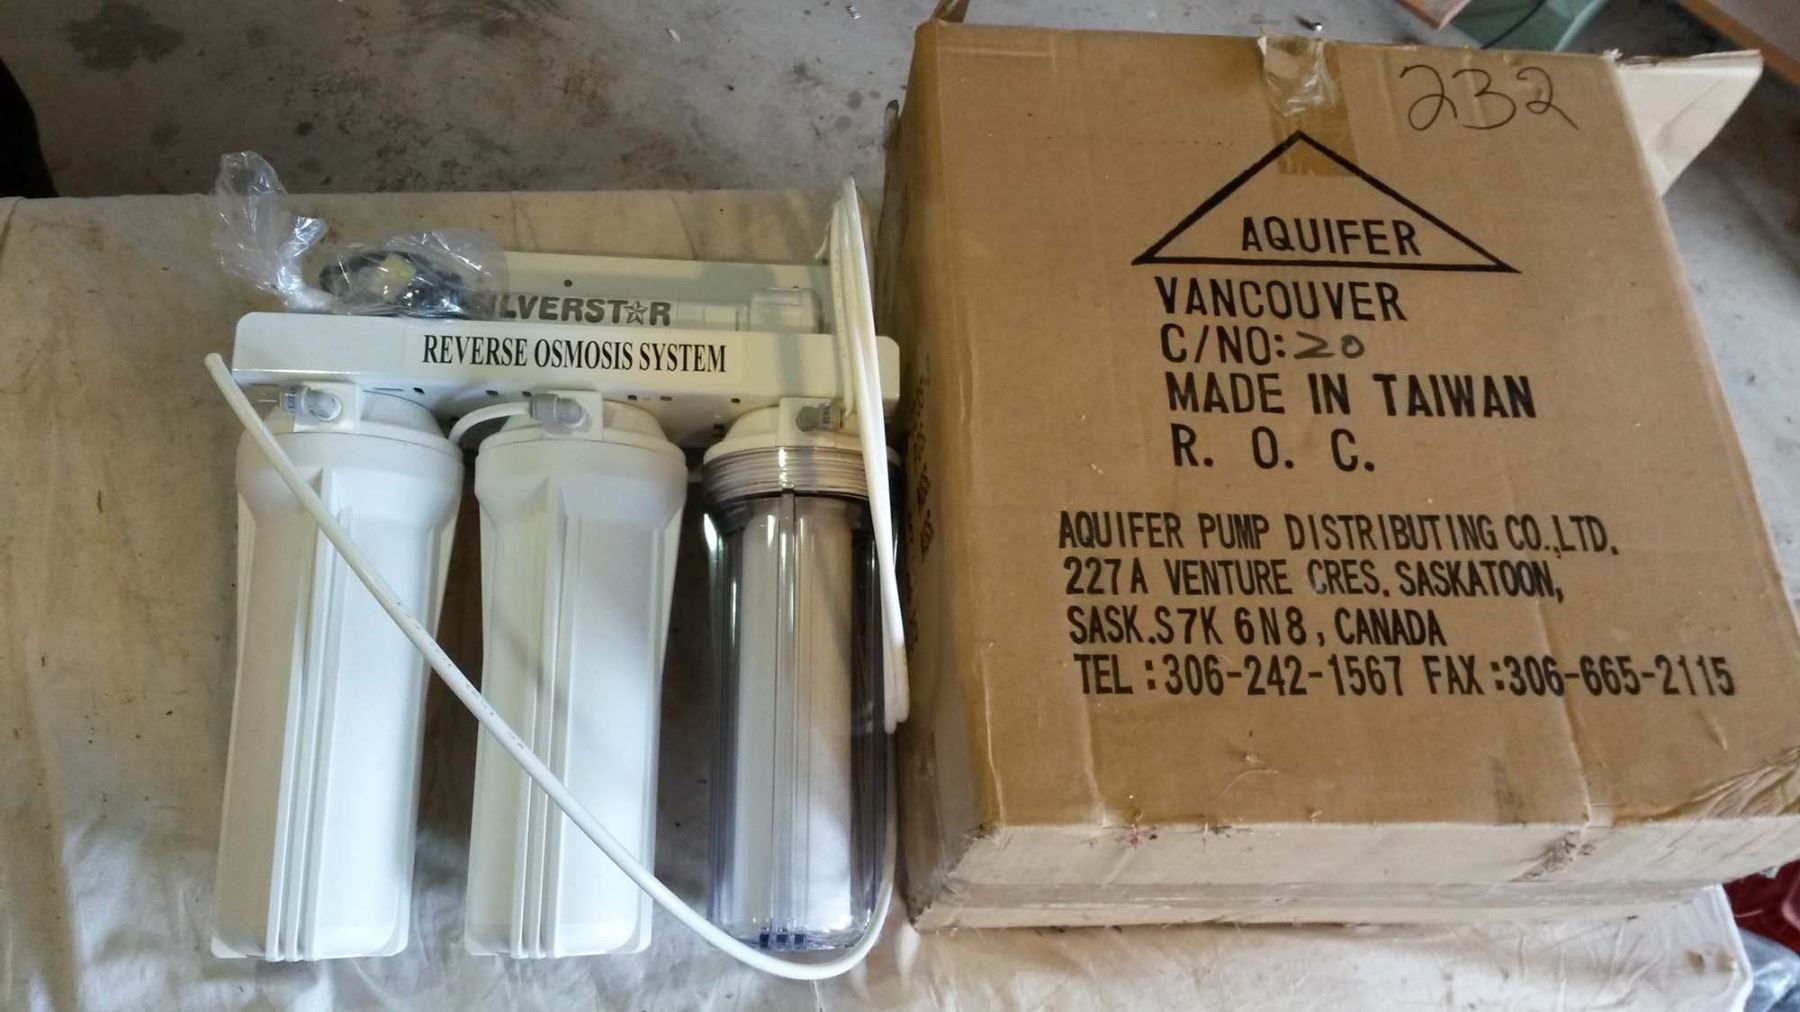 SILVERST☆R
REVERSE OSMOSIS SYSTEM
232
AQUIFER
VANCOUVER
C/NO:20
MADE IN TAIWAN
R. O. C.
AQUIFER PUMP DISTRIBUTING CO.,LTD.
227A VENTURE CRES. SASKATOON,
SASK.S7K 6N8, CANADA
TEL:306-242-1567 FAX:306-665-2115